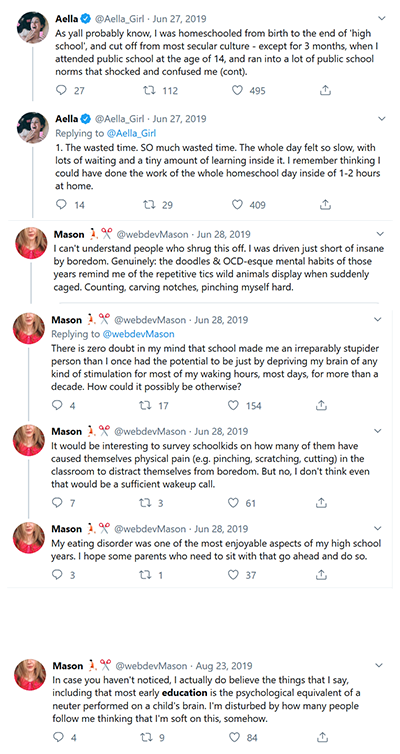 Aella @Aella_Girl · Jun 27, 2019
As yall probably know, I was homeschooled from birth to the end of 'high
school', and cut off from most secular culture - except for 3 months, when I
attended public school at the age of 14, and ran into a lot of public school
norms that shocked and confused me (cont).
27 112 495
Aella @Aella_Girl · Jun 27, 2019
Replying to @Aella_Girl
1. The wasted time. SO much wasted time. The whole day felt so slow, with
lots of waiting and a tiny amount of learning inside it. I remember thinking I
could have done the work of the whole homeschool day inside of 1-2 hours
at home.
14 29 409
Mason @webdevMason · Jun 28, 2019
I can't understand people who shrug this off. I was driven just short of insane
by boredom. Genuinely: the doodles & OCD-esque mental habits of those
years remind me of the repetitive tics wild animals display when suddenly
caged. Counting, carving notches, pinching myself hard.
Mason @webdevMason · Jun 28, 2019
Replying to @webdevMason
There is zero doubt in my mind that school made me an irreparably stupider
person than I once had the potential to be just by depriving my brain of any
kind of stimulation for most of my waking hours, most days, for more than a
decade. How could it possibly be otherwise?
4 17 154
Mason @webdevMason · Jun 28, 2019
It would be interesting to survey schoolkids on how many of them have
caused themselves physical pain (e.g. pinching, scratching, cutting) in the
classroom to distract themselves from boredom. But no, I don't think even
that would be a sufficient wakeup call.
7 3 61
Mason @webdevMason · Jun 28, 2019
My eating disorder was one of the most enjoyable aspects of my high school
years. I hope some parents who need to sit with that go ahead and do so.
3 1 37
Mason @webdevMason · Aug 23, 2019
In case you haven't noticed, I actually do believe the things that I say,
including that most early education is the psychological equivalent of a
neuter performed on a child's brain. I'm disturbed by how many people
follow me thinking that I'm soft on this, somehow.
4 9 84